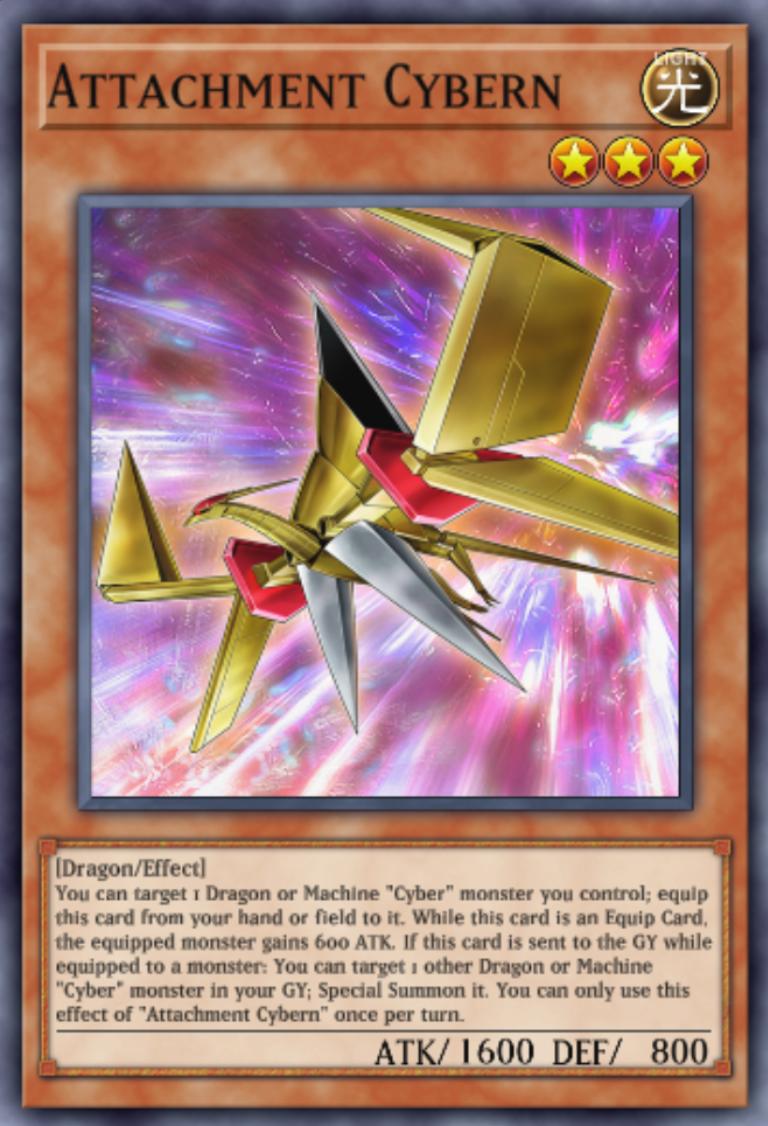 ATTACHMENT CYBERN
LIGHT
光
[Dragon/Effect]
You can target 1 Dragon or Machine "Cyber" monster you control; equip
this card from your hand or field to it. While this card is an Equip Card,
the equipped monster gains 600 ATK. If this card is sent to the GY while
equipped to a monster: You can target 1 other Dragon or Machine
"Cyber" monster in your GY; Special Summon it. You can only use this
effect of "Attachment Cybern" once per turn.
ATK/ 1600 DEF/ 800